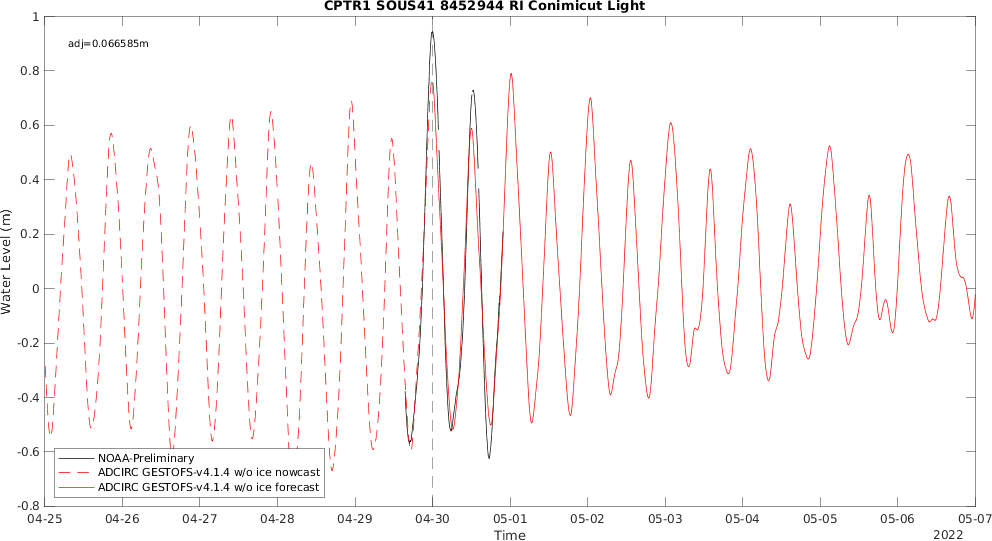 CPTR1 SOUS41 8452944 RI Conimicut Light
adj=0.066585m
1
0.8
0.6
0.4
0.2
0
-0.2
-0.4
-0.6
-0.8
Water Level (m)
NOAA-Preliminary
ADCIRC GESTOFS-v4.1.4 w/o ice nowcast
ADCIRC GESTOFS-v4.1.4 w/o ice forecast
04-25 04-26 04-27 04-28 04-29 04-30 05-01 05-02 05-03 05-04 05-05 05-06 05-07
Time
2022